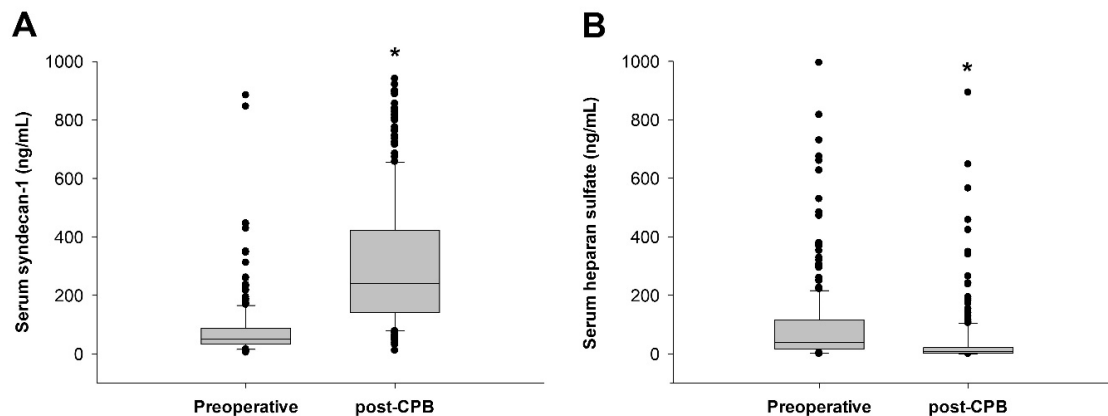 A
Serum syndecan-1 (ng/mL)
1000
800
600
400
200
0
*
Preoperative
post-CPB
B
Serum heparan sulfate (ng/mL)
1000
800
600
400
200
0
*
Preoperative
post-CPB